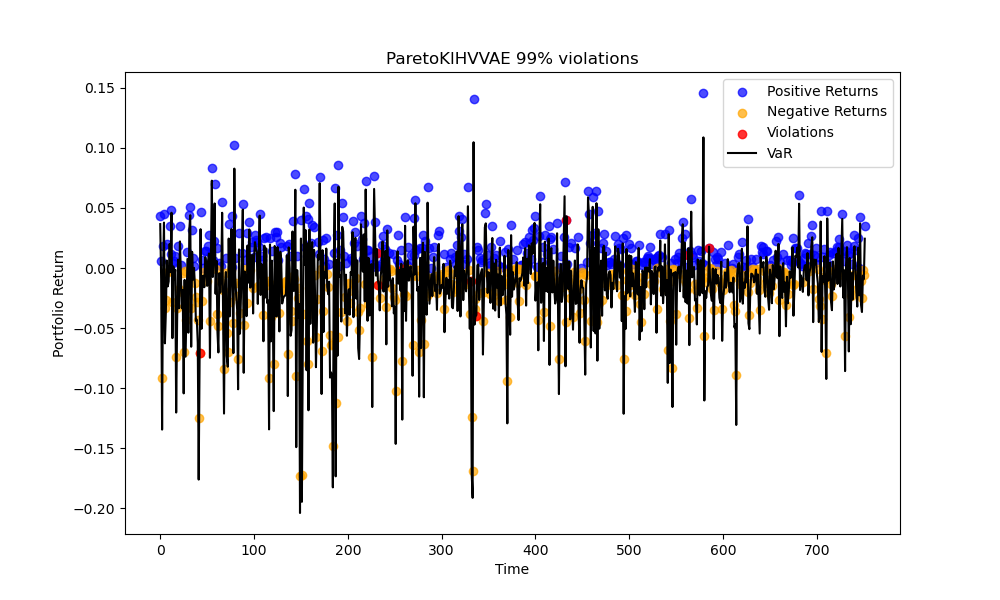 ParetoKIHVVAE 99% violations
Positive Returns
Negative Returns
Violations
VaR
Portfolio Return
0.15
0.10
0.05
0.00
−0.05
−0.10
−0.15
−0.20
0 100 200 300 400 500 600 700
Time